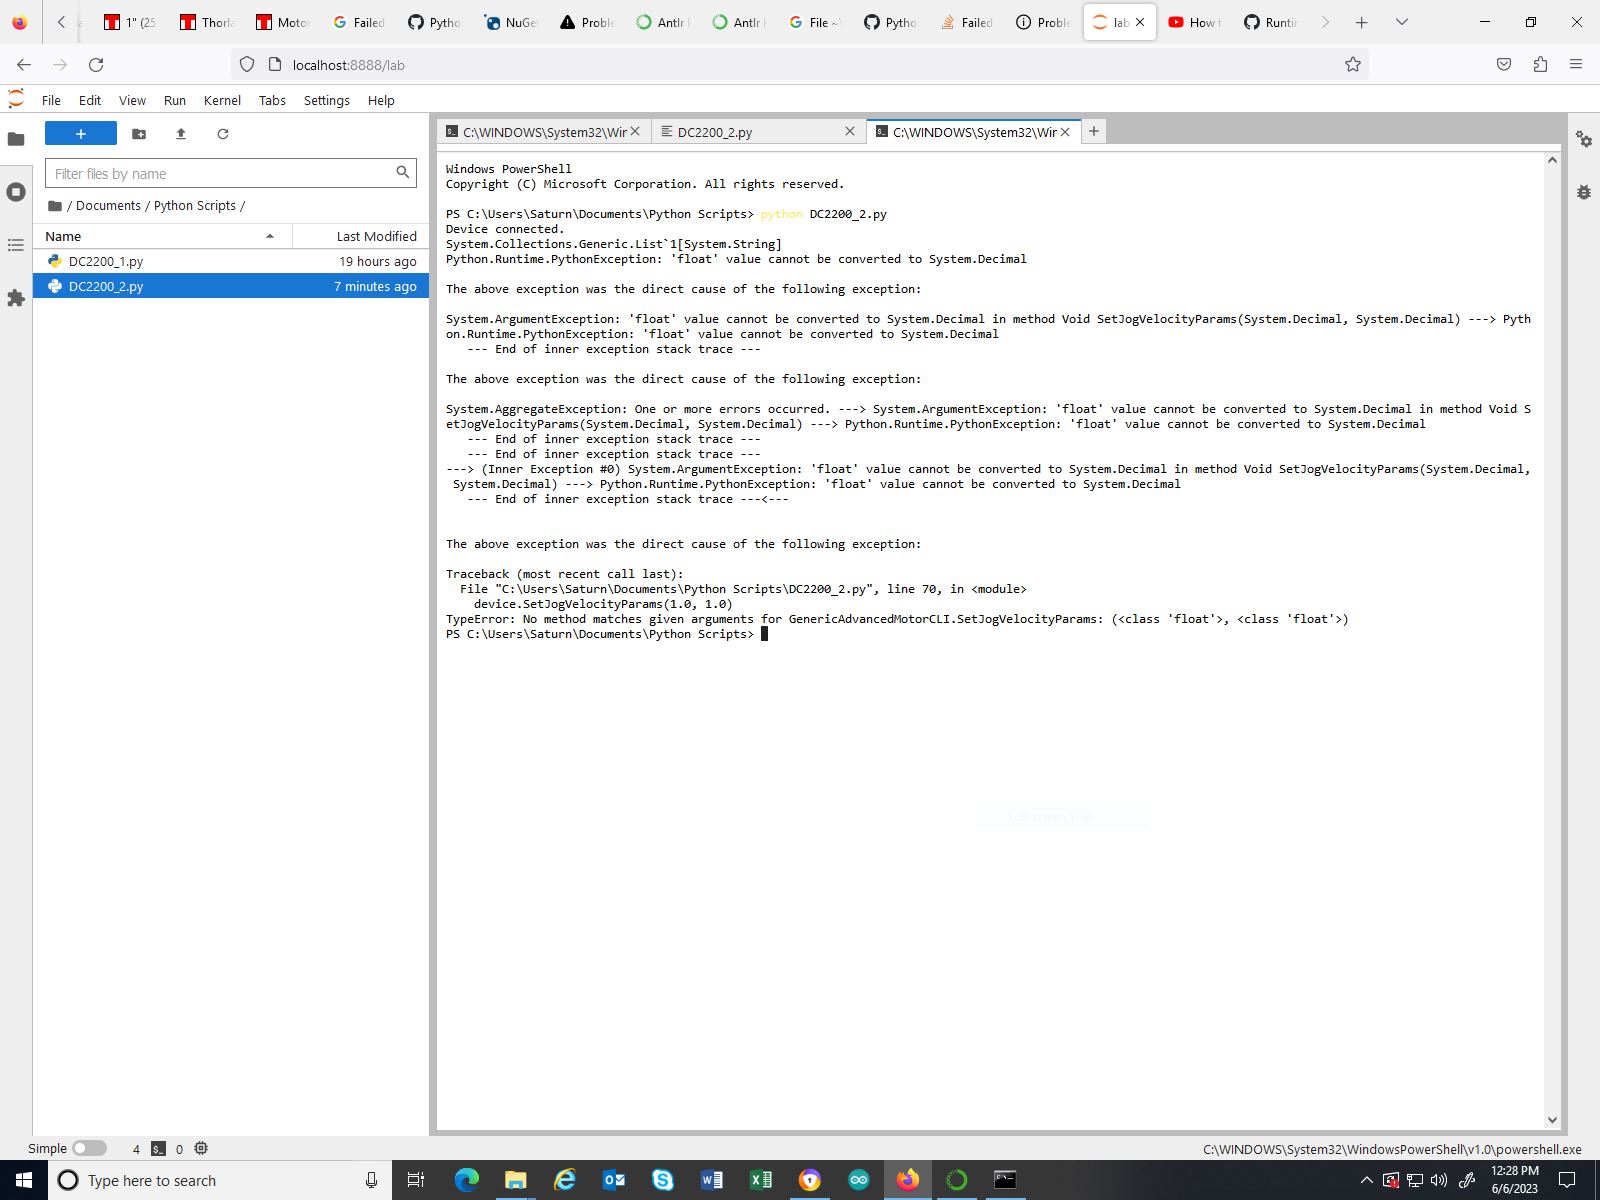 1" (25
Thorla
Motor
Failed
Pytho
NuGet
Proble
Antlr
Antlr
File ~
Pytho
Failed
Proble
lab
How t
Runti
localhost:8888/lab
File Edit View Run Kernel Tabs Settings Help
+
Filter files by name
/ Documents / Python Scripts /
Name Last Modified
DC2200_1.py 19 hours ago
DC2200_2.py 7 minutes ago
C:\WINDOWS\System32\Wir
DC2200_2.py
C:\WINDOWS\System32\Wir
Windows PowerShell
Copyright (C) Microsoft Corporation. All rights reserved.
PS C:\Users\Saturn\Documents\Python Scripts> python DC2200_2.py
Device connected.
System.Collections.Generic.List`1[System.String]
Python.Runtime.PythonException: 'float' value cannot be converted to System.Decimal
The above exception was the direct cause of the following exception:
System.ArgumentException: 'float' value cannot be converted to System.Decimal in method Void SetJogVelocityParams(System.Decimal, System.Decimal) ---> Pyth
on.Runtime.PythonException: 'float' value cannot be converted to System.Decimal
--- End of inner exception stack trace ---
The above exception was the direct cause of the following exception:
System.AggregateException: One or more errors occurred. ---> System.ArgumentException: 'float' value cannot be converted to System.Decimal in method Void S
etJogVelocityParams(System.Decimal, System.Decimal) ---> Python.Runtime.PythonException: 'float' value cannot be converted to System.Decimal
--- End of inner exception stack trace ---
--- End of inner exception stack trace ---
---> (Inner Exception #0) System.ArgumentException: 'float' value cannot be converted to System.Decimal in method Void SetJogVelocityParams(System.Decimal,
System.Decimal) ---> Python.Runtime.PythonException: 'float' value cannot be converted to System.Decimal
--- End of inner exception stack trace ---<---
The above exception was the direct cause of the following exception:
Traceback (most recent call last):
File "C:\Users\Saturn\Documents\Python Scripts\DC2200_2.py", line 70, in <module>
device.SetJogVelocityParams(1.0, 1.0)
TypeError: No method matches given arguments for GenericAdvancedMotorCLI.SetJogVelocityParams: (<class 'float'>, <class 'float'>)
PS C:\Users\Saturn\Documents\Python Scripts>
Simple 4 0
C:\WINDOWS\System32\WindowsPowerShell\v1.0\powershell.exe
Type here to search
12:28 PM
6/6/2023